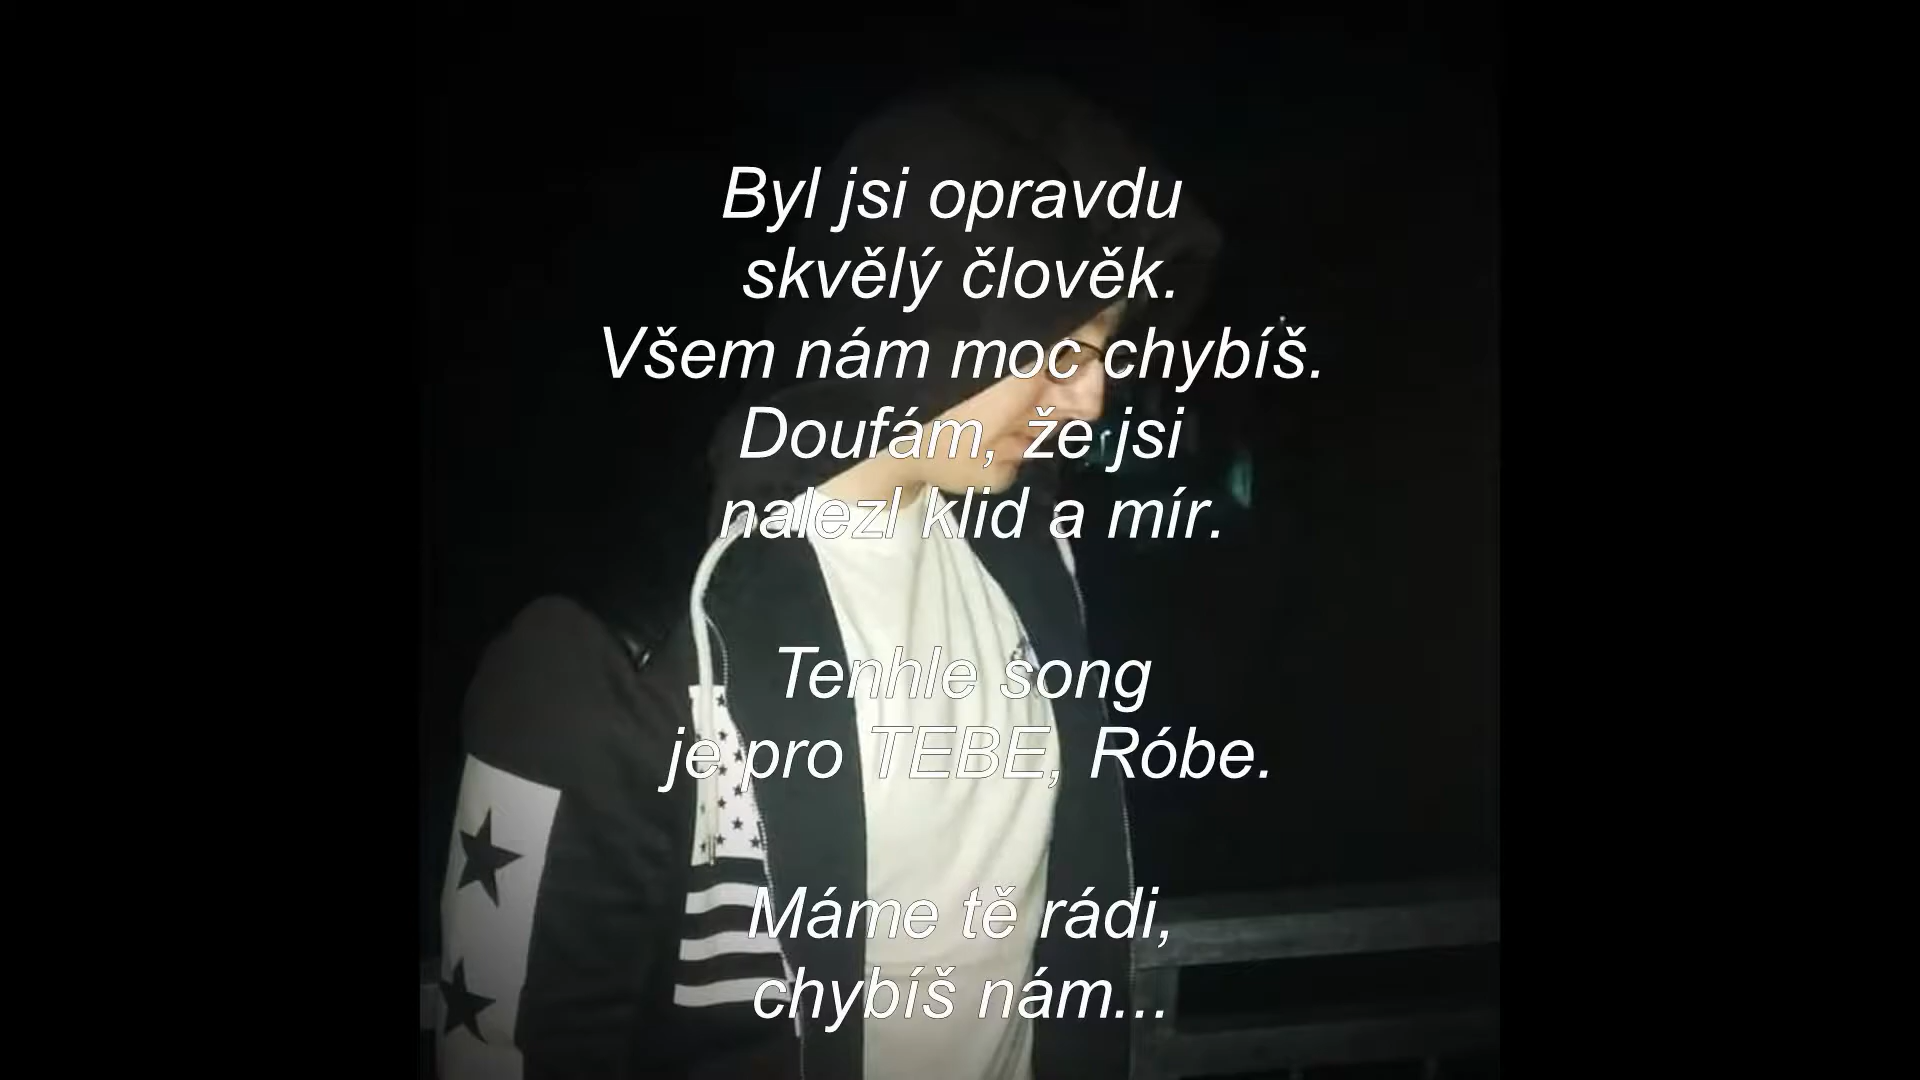 Byl jsi opravdu
skvělý člověk.
Všem nám moc chybíš.
Doufám, že jsi
nalezl klid a mír.
Tenhle song
je pro TEBE, Róbe.
Máme tě rádi,
chybíš nám...